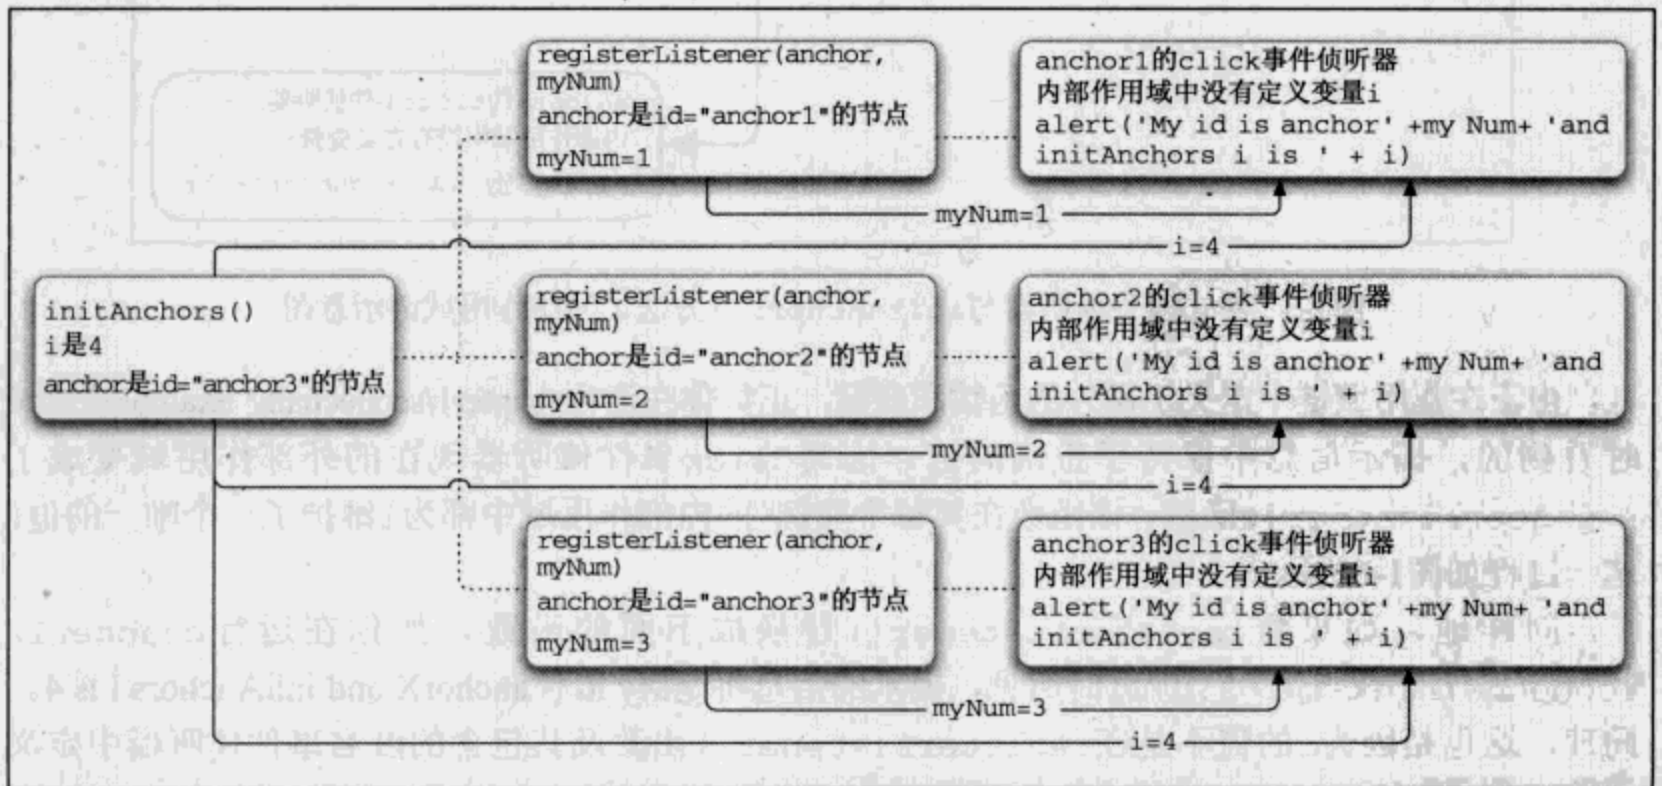 registerListener(anchor,
myNum)
anchor是id="anchor1"的节点
myNum=1
anchor1的click事件侦听器
内部作用域中没有定义变量i
alert('My id is anchor' +my Num+ 'and
initAnchors i is ' + i)
myNum=1
i=4
initAnchors()
i是4
anchor是id="anchor3"的节点
registerListener(anchor,
myNum)
anchor是id="anchor2"的节点
myNum=2
anchor2的click事件侦听器
内部作用域中没有定义变量i
alert('My id is anchor' +my Num+ 'and
initAnchors i is ' + i)
myNum=2
i=4
registerListener(anchor,
myNum)
anchor是id="anchor3"的节点
myNum=3
anchor3的click事件侦听器
内部作用域中没有定义变量i
alert('My id is anchor' +my Num+ 'and
initAnchors i is ' + i)
myNum=3
i=4